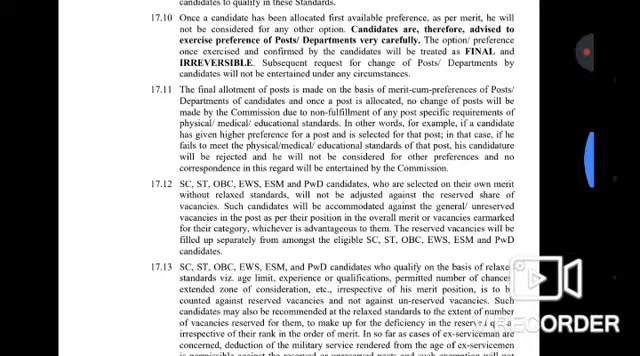 candidates to qualify in these Standards.
17.10 Once a candidate has been allocated first available preference, as per merit, he will
not be considered for any other option. Candidates are, therefore, advised to
exercise preference of Posts/ Departments very carefully. The option/ preference
once exercised and confirmed by the candidates will be treated as FINAL and
IRREVERSIBLE. Subsequent request for change of Posts/ Departments by
candidates will not be entertained under any circumstances.
17.11 The final allotment of posts is made on the basis of merit-cum-preferences of Posts/
Departments of candidates and once a post is allocated, no change of posts will be
made by the Commission due to non-fulfillment of any post specific requirements of
physical/ medical/ educational standards. In other words, for example, if a candidate
has given higher preference for a post and is selected for that post; in that case, if he
fails to meet the physical/medical/ educational standards of that post, his candidature
will be rejected and he will not be considered for other preferences and no
correspondence in this regard will be entertained by the Commission.
17.12 SC, ST, OBC, EWS, ESM and PwD candidates, who are selected on their own merit
without relaxed standards, will not be adjusted against the reserved share of
vacancies. Such candidates will be accommodated against the general/ unreserved
vacancies in the post as per their position in the overall merit or vacancies earmarked
for their category, whichever is advantageous to them. The reserved vacancies will be
filled up separately from amongst the eligible SC, ST, OBC, EWS, ESM and PwD
candidates.
17.13 SC, ST, OBC, EWS, ESM, and PwD candidates who qualify on the basis of relaxed
standards viz. age limit, experience or qualifications, permitted number of chances
extended zone of consideration, etc., irrespective of his merit position, is to be
counted against reserved vacancies and not against un-reserved vacancies. Such
candidates may also be recommended at the relaxed standards to the extent of
number of vacancies reserved for them, to make up for the deficiency in the reserved
irrespective of their rank in the order of merit. In so far as cases of ex-serviceman are
concerned, deduction of the military service rendered from the age of ex-servicemen
is permissible against the reserved or unreserved posts and such exemption will not
V RECORDER